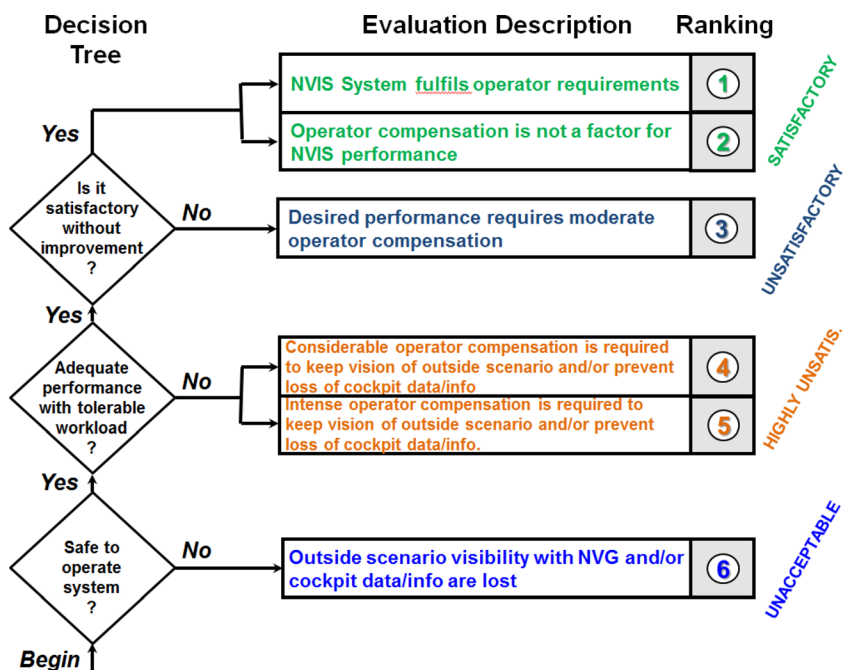 Decision
Tree
Evaluation Description
Ranking
NVIS System fulfils operator requirements
1
Operator compensation is not a factor for
NVIS performance
2
SATISFACTORY
Yes
Is it
satisfactory
without
improvement
?
No
Desired performance requires moderate
operator compensation
3
UNSATISFACTORY
Yes
Adequate
performance
with tolerable
workload
?
No
Considerable operator compensation is required
to keep vision of outside scenario and/or prevent
loss of cockpit data/info
4
Intense operator compensation is required to
keep vision of outside scenario and/or prevent
loss of cockpit data/info.
5
HIGHLY UNSATIS.
Yes
Safe to
operate
system
?
No
Outside scenario visibility with NVG and/or
cockpit data/info are lost
6
UNACCEPTABLE
Begin